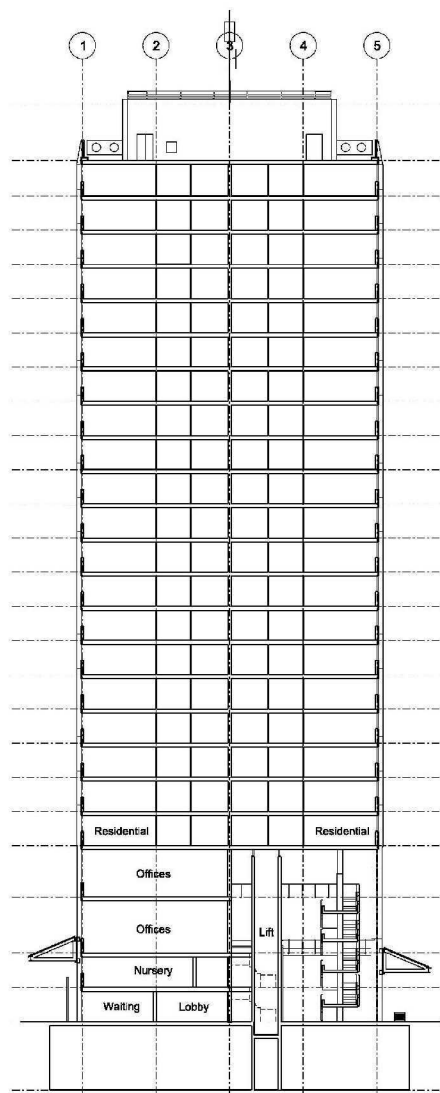 1 2 3 4 5
Residential Residential
Offices
Offices
Lift
Nursery
Waiting Lobby